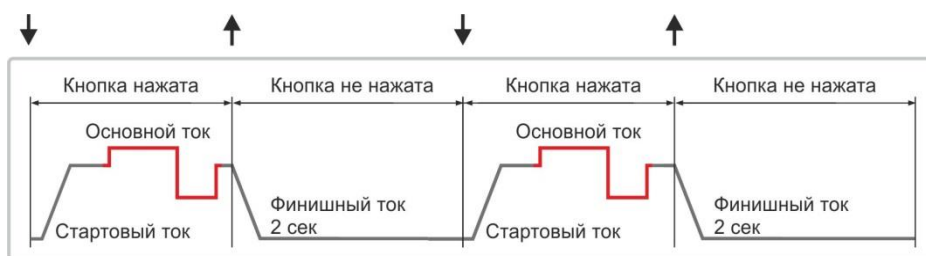 Кнопка нажата
Кнопка не нажата
Кнопка нажата
Кнопка не нажата
Основной ток
Основной ток
Финишный ток
2 сек
Финишный ток
2 сек
Стартовый ток
Стартовый ток